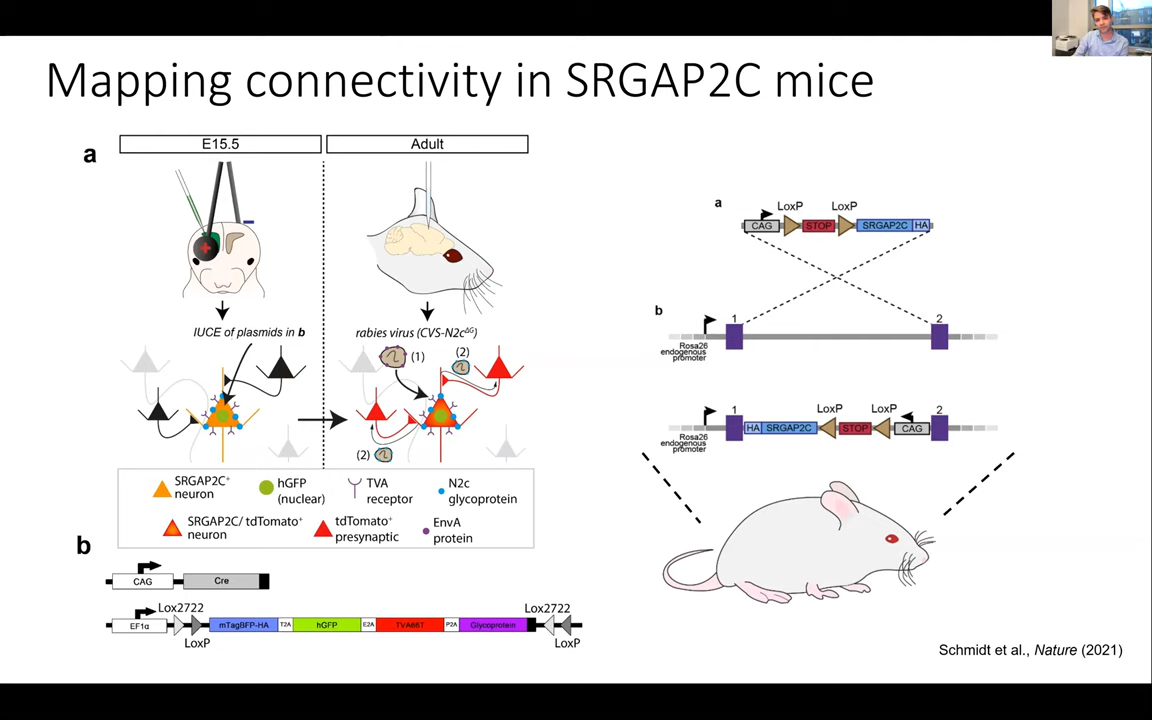 Mapping connectivity in SRGAP2C mice
a
E15.5
Adult
IUCE of plasmids in b
rabies virus (CVS-N2cΔG)
(1)
(2)
(2)
SRGAP2C+
neuron
hGFP
(nuclear)
TVA
receptor
N2c
glycoprotein
SRGAP2C/ tdTomato+
neuron
tdTomato+
presynaptic
EnvA
protein
b
CAG
Cre
Lox2722
Lox2722
EF1α
mTagBFP-HA
T2A
hGFP
E2A
TVA66T
P2A
Glycoprotein
LoxP
LoxP
a
LoxP
LoxP
CAG
STOP
SRGAP2C
HA
b
1
2
Rosa26
endogenous
promoter
LoxP
LoxP
1
2
HA
SRGAP2C
STOP
CAG
Rosa26
endogenous
promoter
Schmidt et al., Nature (2021)